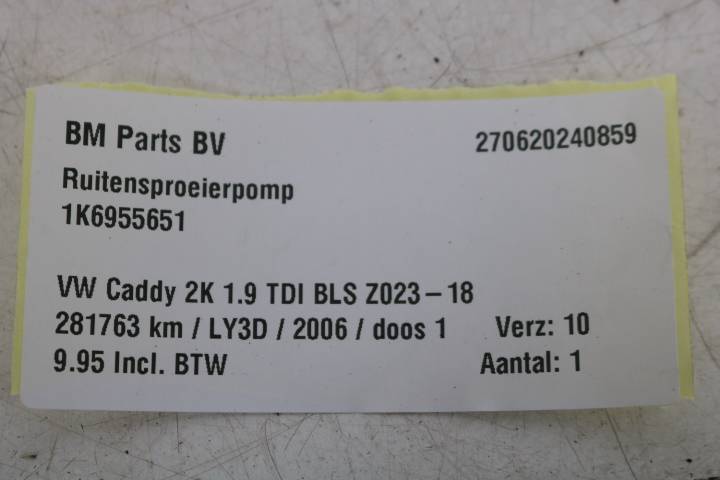 BM Parts BV 270620240859
Ruitensproeierpomp
1K6955651
VW Caddy 2K 1.9 TDI BLS Z023-18
281763 km / LY3D / 2006 / doos 1 Verz: 10
9.95 Incl. BTW Aantal: 1